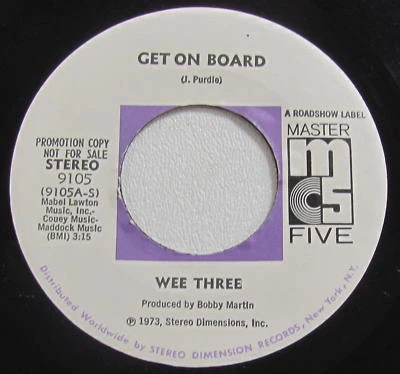 GET ON BOARD
(J. Purdie)
A ROADSHOW LABEL
MASTER
m
5
FIVE
PROMOTION COPY
NOT FOR SALE
STEREO
9105
(9105A-S)
Mabel Lawton
Music, Inc.-
Couey Music-
Maddock Music
(BMI) 3:15
WEE THREE
Produced by Bobby Martin
℗ 1973, Stereo Dimensions, Inc.
Distributed Worldwide by STEREO DIMENSION RECORDS, New York, N.Y.